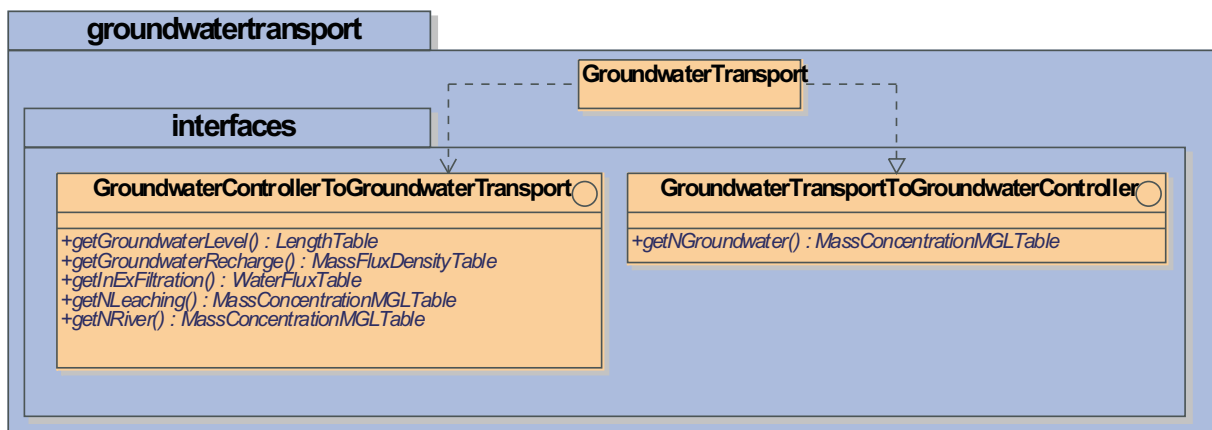 groundwatertransport
GroundwaterTransport
interfaces
GroundwaterControllerToGroundwaterTransport
+getGroundwaterLevel() : LengthTable
+getGroundwaterRecharge() : MassFluxDensityTable
+getInExFiltration() : WaterFluxTable
+getNLeaching() : MassConcentrationMGLTable
+getNRiver() : MassConcentrationMGLTable
GroundwaterTransportToGroundwaterController
+getNGroundwater() : MassConcentrationMGLTable